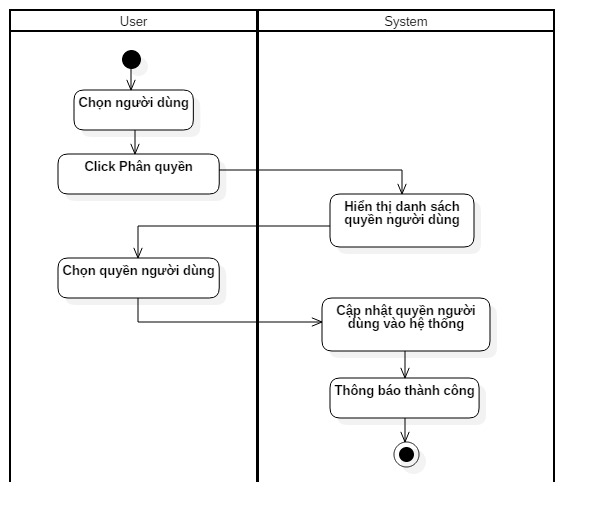 User
System
Chọn người dùng
Click Phân quyền
Hiển thị danh sách
quyền người dùng
Chọn quyền người dùng
Cập nhật quyền người
dùng vào hệ thống
Thông báo thành công